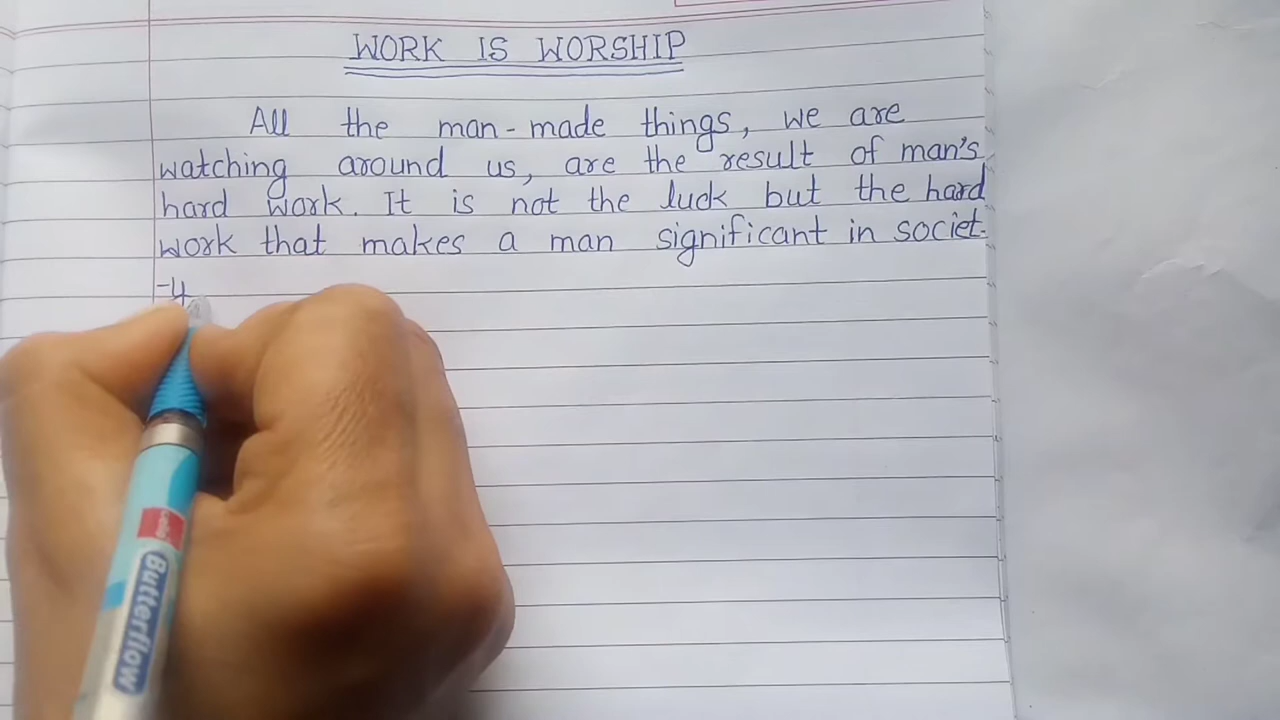 WORK IS WORSHIP
All the man-made things, we are
watching around us, are the result of man's
hard work. It is not the luck but the hard
work that makes a man significant in societ-
-y
cello
Butterflow